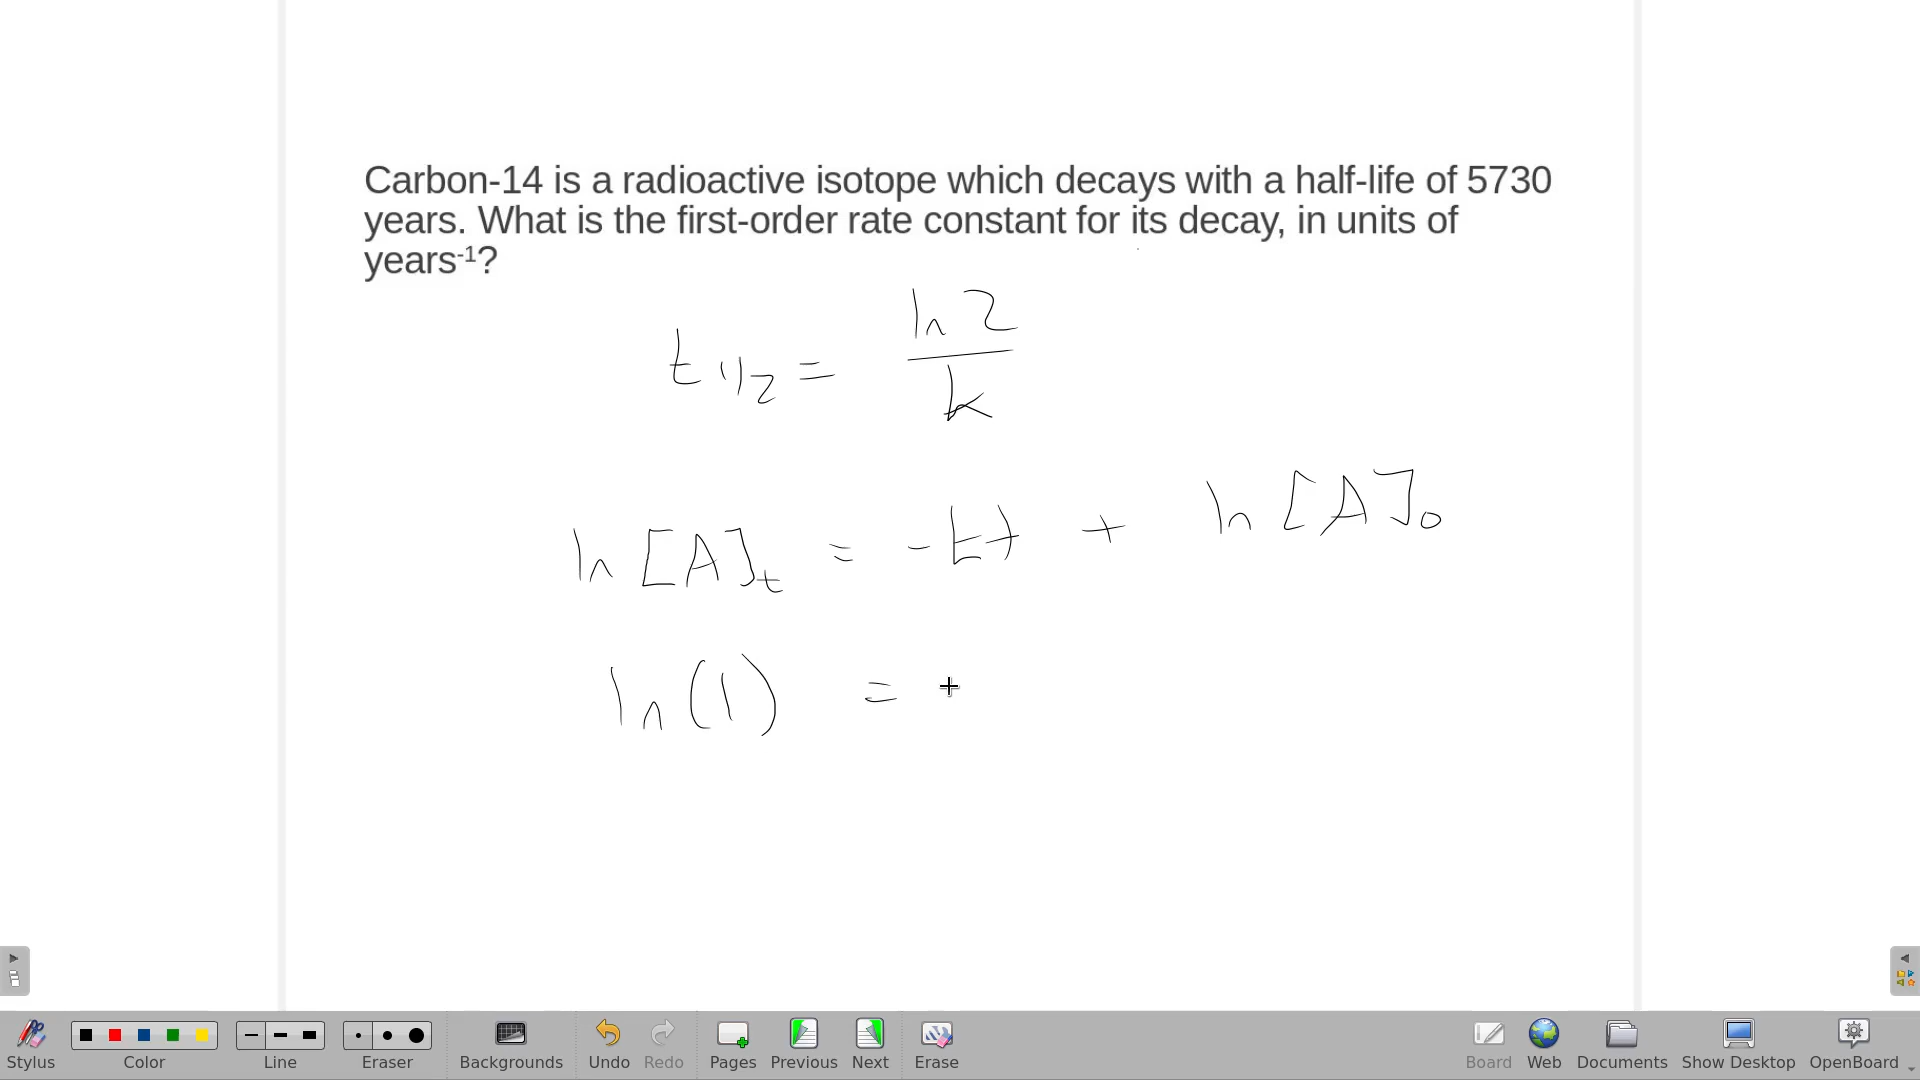 Carbon-14 is a radioactive isotope which decays with a half-life of 5730
years. What is the first-order rate constant for its decay, in units of
years⁻¹?
t 1/2 = ln 2 / k
ln [A]t = -kt + ln [A]0
ln (1) =
Stylus Color Line Eraser Backgrounds Undo Redo Pages Previous Next Erase Board Web Documents Show Desktop OpenBoard